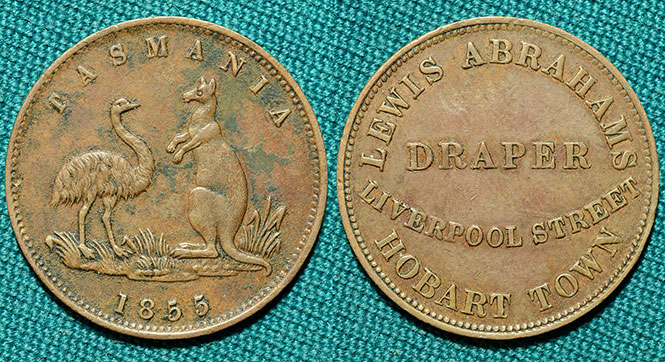 TASMANIA
1855
LEWIS ABRAHAMS
DRAPER
LIVERPOOL STREET
HOBART TOWN